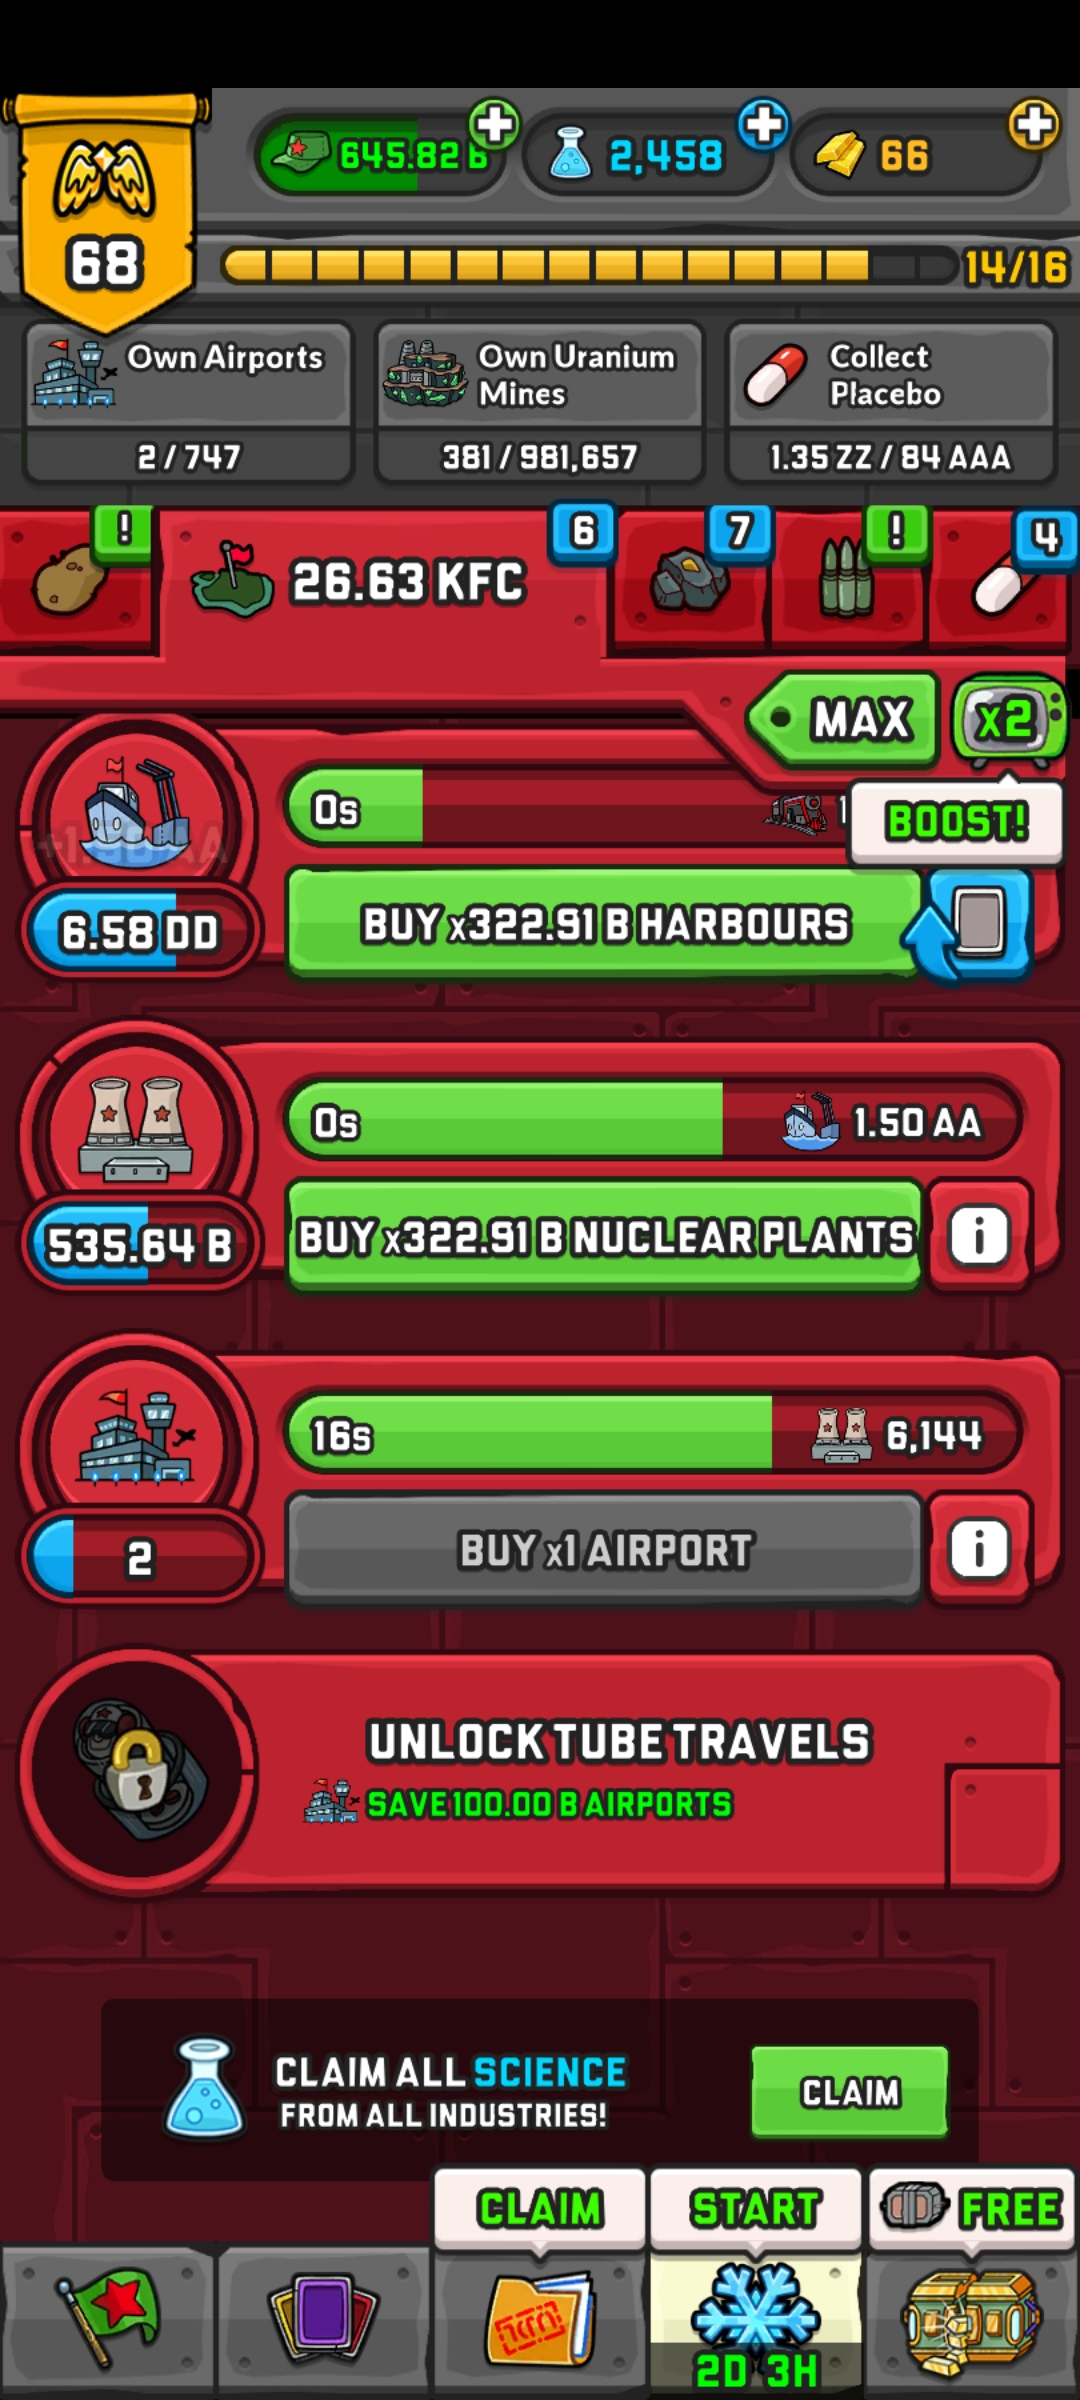 645.82 B
2,458
66
68
14/16
Own Airports
2 / 747
Own Uranium
Mines
381 / 981,657
Collect
Placebo
1.35 ZZ / 84 AAA
!
26.63 KFC
6
7
!
4
MAX
x2
BOOST!
0s
6.58 DD
BUY x322.91 B HARBOURS
0s
1.50 AA
535.64 B
BUY x322.91 B NUCLEAR PLANTS
i
16s
6,144
2
BUY x1 AIRPORT
i
UNLOCK TUBE TRAVELS
SAVE 100.00 B AIRPORTS
CLAIM ALL SCIENCE
FROM ALL INDUSTRIES!
CLAIM
CLAIM
START
FREE
2D 3H